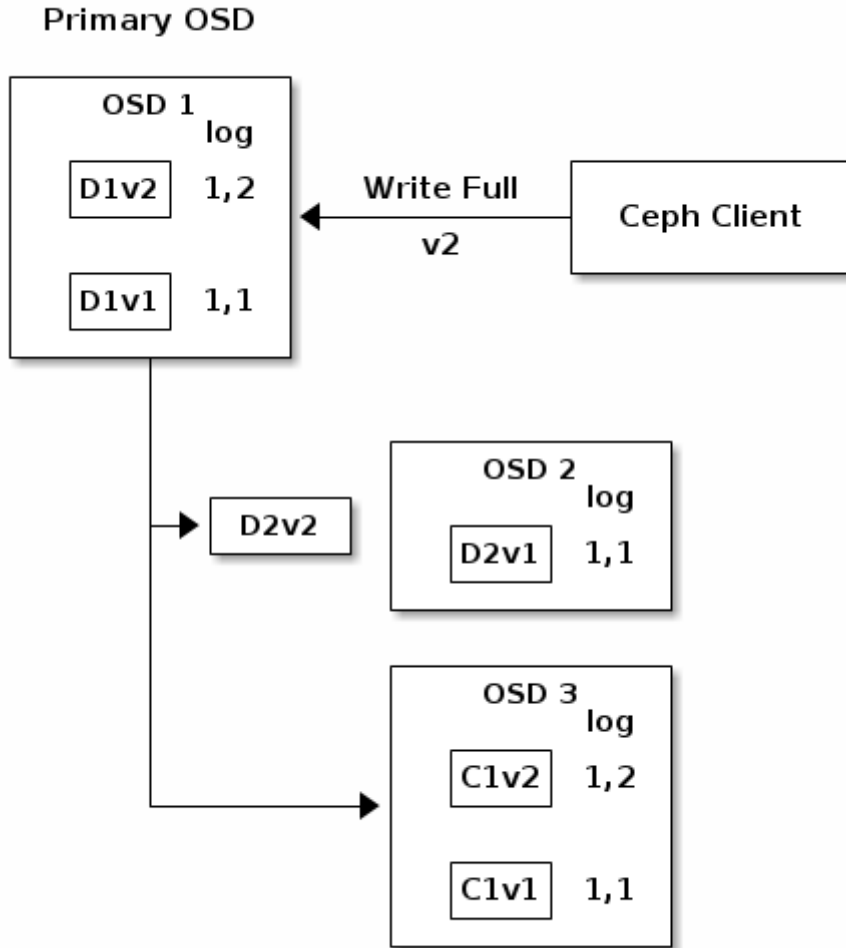 Primary OSD
OSD 1
log
D1v2 1,2
Write Full
Ceph Client
v2
D1v1 1,1
OSD 2
log
D2v2
D2v1 1,1
OSD 3
log
C1v2 1,2
C1v1 1,1